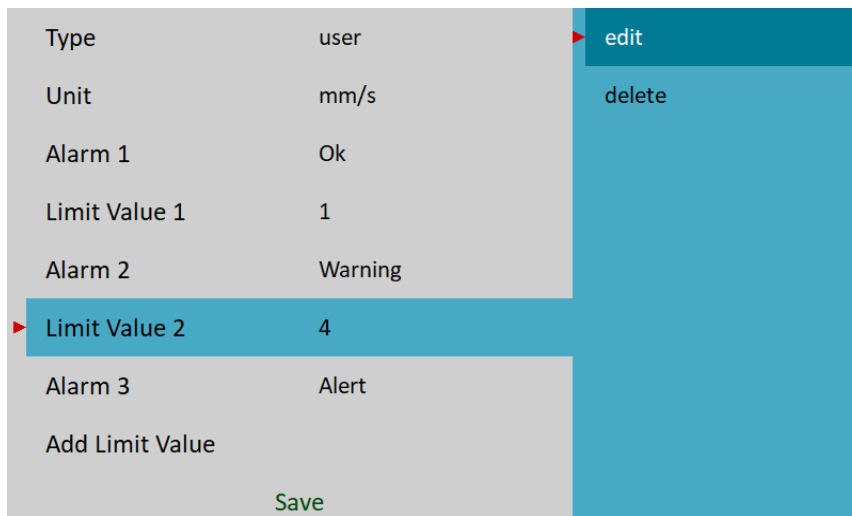 Type user edit
Unit mm/s delete
Alarm 1 Ok
Limit Value 1 1
Alarm 2 Warning
Limit Value 2 4
Alarm 3 Alert
Add Limit Value
Save